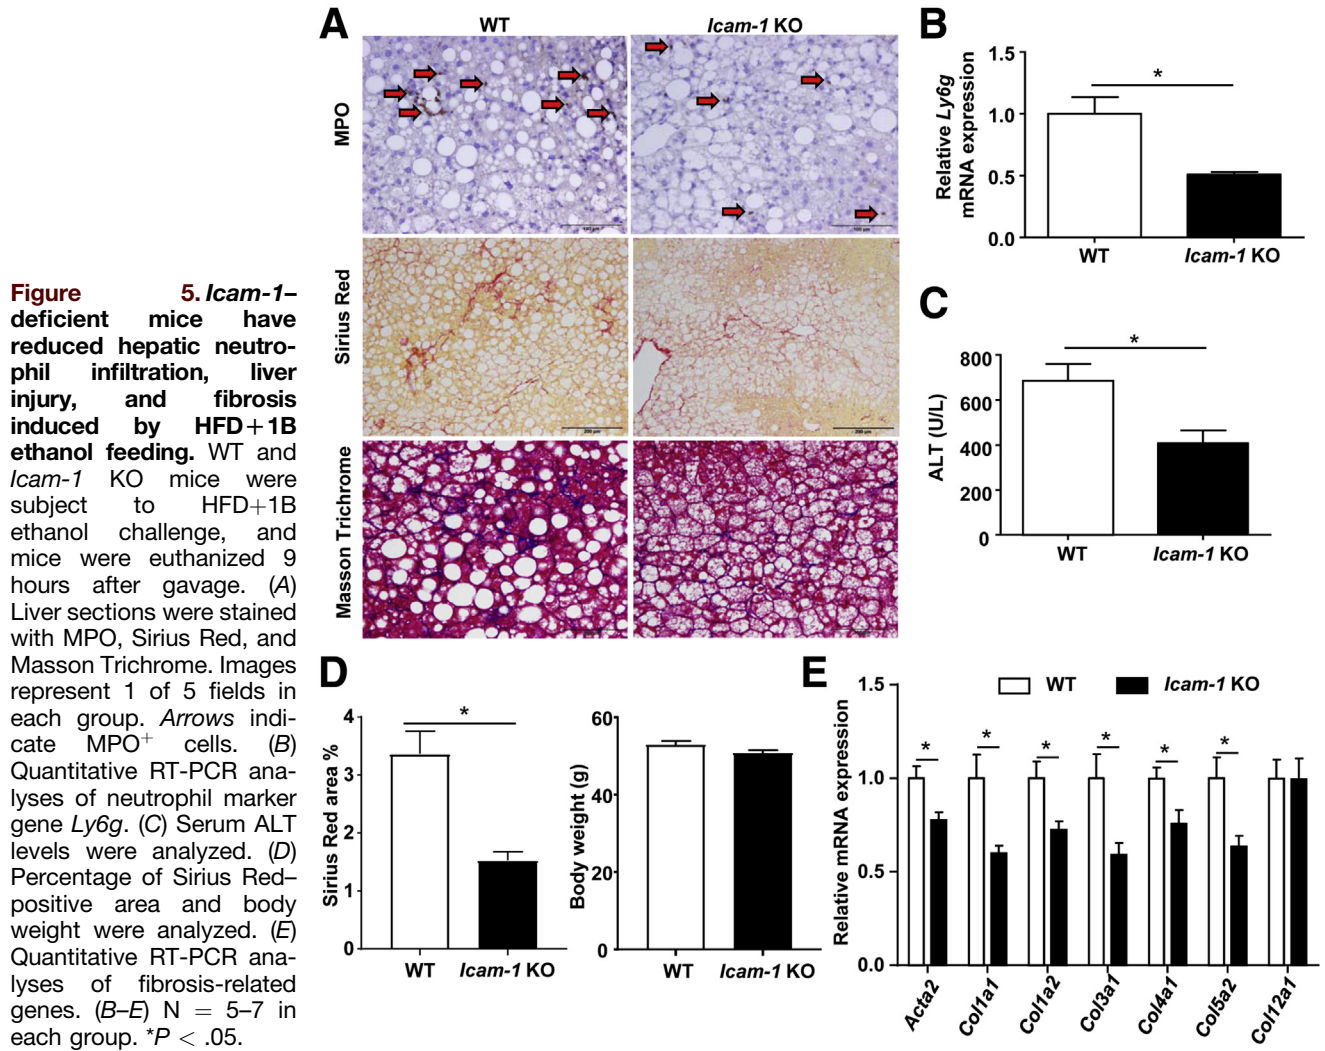 Figure 5. Icam-1–
deficient mice have
reduced hepatic neutro-
phil infiltration, liver
injury, and fibrosis
induced by HFD+1B
ethanol feeding. WT and
Icam-1 KO mice were
subject to HFD+1B
ethanol challenge, and
mice were euthanized 9
hours after gavage. (A)
Liver sections were stained
with MPO, Sirius Red, and
Masson Trichrome. Images
represent 1 of 5 fields in
each group. Arrows indi-
cate MPO+ cells. (B)
Quantitative RT-PCR ana-
lyses of neutrophil marker
gene Ly6g. (C) Serum ALT
levels were analyzed. (D)
Percentage of Sirius Red–
positive area and body
weight were analyzed. (E)
Quantitative RT-PCR ana-
lyses of fibrosis-related
genes. (B–E) N = 5–7 in
each group. *P < .05.
A
WT
Icam-1 KO
MPO
100 µm
100 µm
Sirius Red
200 µm
200 µm
Masson Trichrome
B
Relative Ly6g
mRNA expression
1.5
1.0
0.5
0.0
*
WT
Icam-1 KO
C
ALT (U/L)
800
600
400
200
0
*
WT
Icam-1 KO
D
Sirius Red area %
4
3
2
1
0
*
WT
Icam-1 KO
Body weight (g)
60
40
20
0
WT
Icam-1 KO
E
WT
Icam-1 KO
Relative mRNA expression
1.5
1.0
0.5
0.0
* * * * * *
Acta2
Col1a1
Col1a2
Col3a1
Col4a1
Col5a2
Col12a1